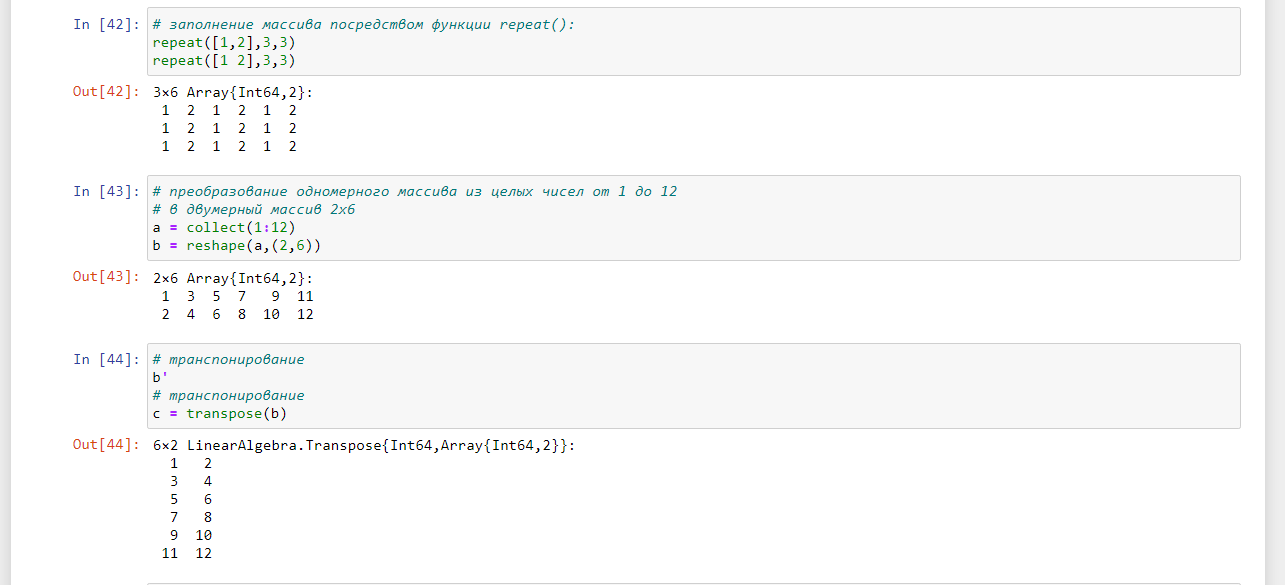 In [42]: # заполнение массива посредством функции repeat():
repeat([1,2],3,3)
repeat([1 2],3,3)
Out[42]: 3×6 Array{Int64,2}:
1 2 1 2 1 2
1 2 1 2 1 2
1 2 1 2 1 2
In [43]: # преобразование одномерного массива из целых чисел от 1 до 12
# в двумерный массив 2x6
a = collect(1:12)
b = reshape(a,(2,6))
Out[43]: 2×6 Array{Int64,2}:
1 3 5 7 9 11
2 4 6 8 10 12
In [44]: # транспонирование
b'
# транспонирование
c = transpose(b)
Out[44]: 6×2 LinearAlgebra.Transpose{Int64,Array{Int64,2}}:
1 2
3 4
5 6
7 8
9 10
11 12